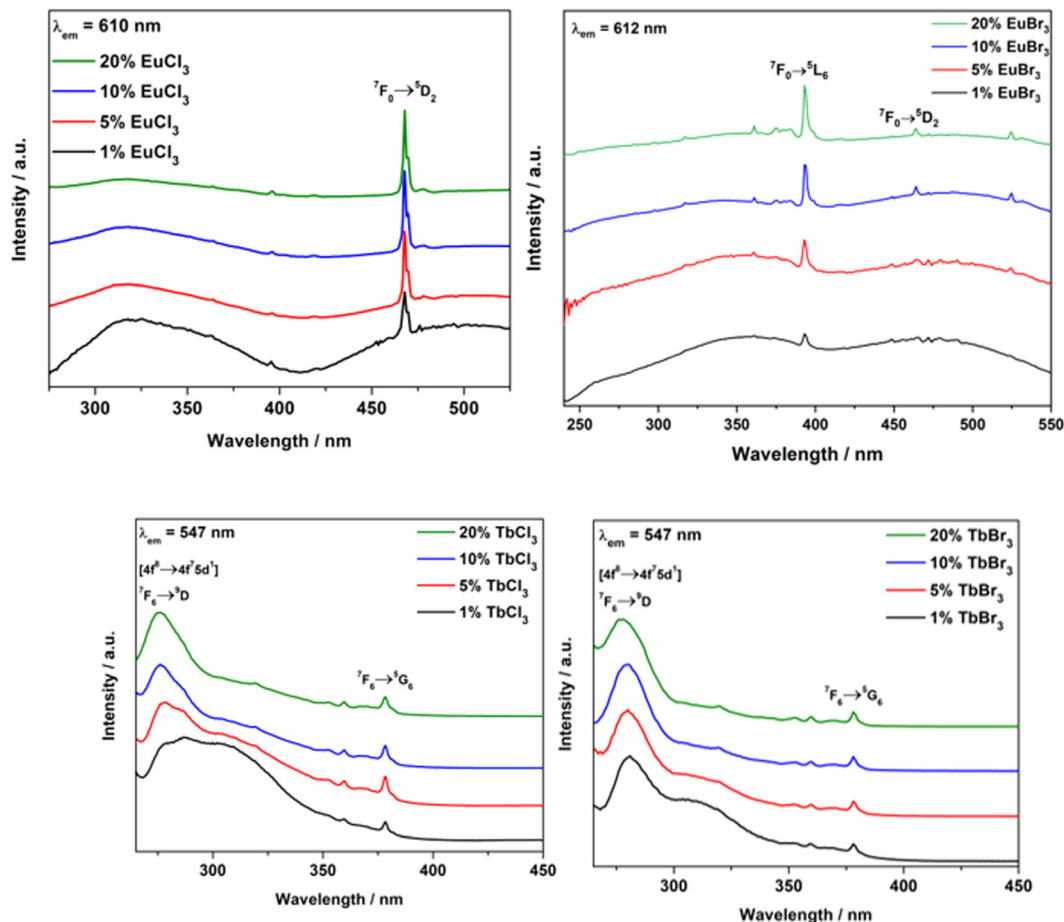 λem = 610 nm
20% EuCl3
10% EuCl3
5% EuCl3
1% EuCl3
⁷F₀→⁵D₂
Intensity / a.u.
300 350 400 450 500
Wavelength / nm
λem = 612 nm
20% EuBr3
10% EuBr3
5% EuBr3
1% EuBr3
⁷F₀→⁵L₆
⁷F₀→⁵D₂
Intensity / a.u.
250 300 350 400 450 500 550
Wavelength / nm
λem = 547 nm
[4f⁸→4f⁷5d¹]
⁷F₆→⁹D
20% TbCl3
10% TbCl3
5% TbCl3
1% TbCl3
⁷F₆→⁵G₆
Intensity / a.u.
300 350 400 450
Wavelength / nm
λem = 547 nm
[4f⁸→4f⁷5d¹]
⁷F₆→⁹D
20% TbBr3
10% TbBr3
5% TbBr3
1% TbBr3
⁷F₆→⁵G₆
Intensity / a.u.
300 350 400 450
Wavelength / nm